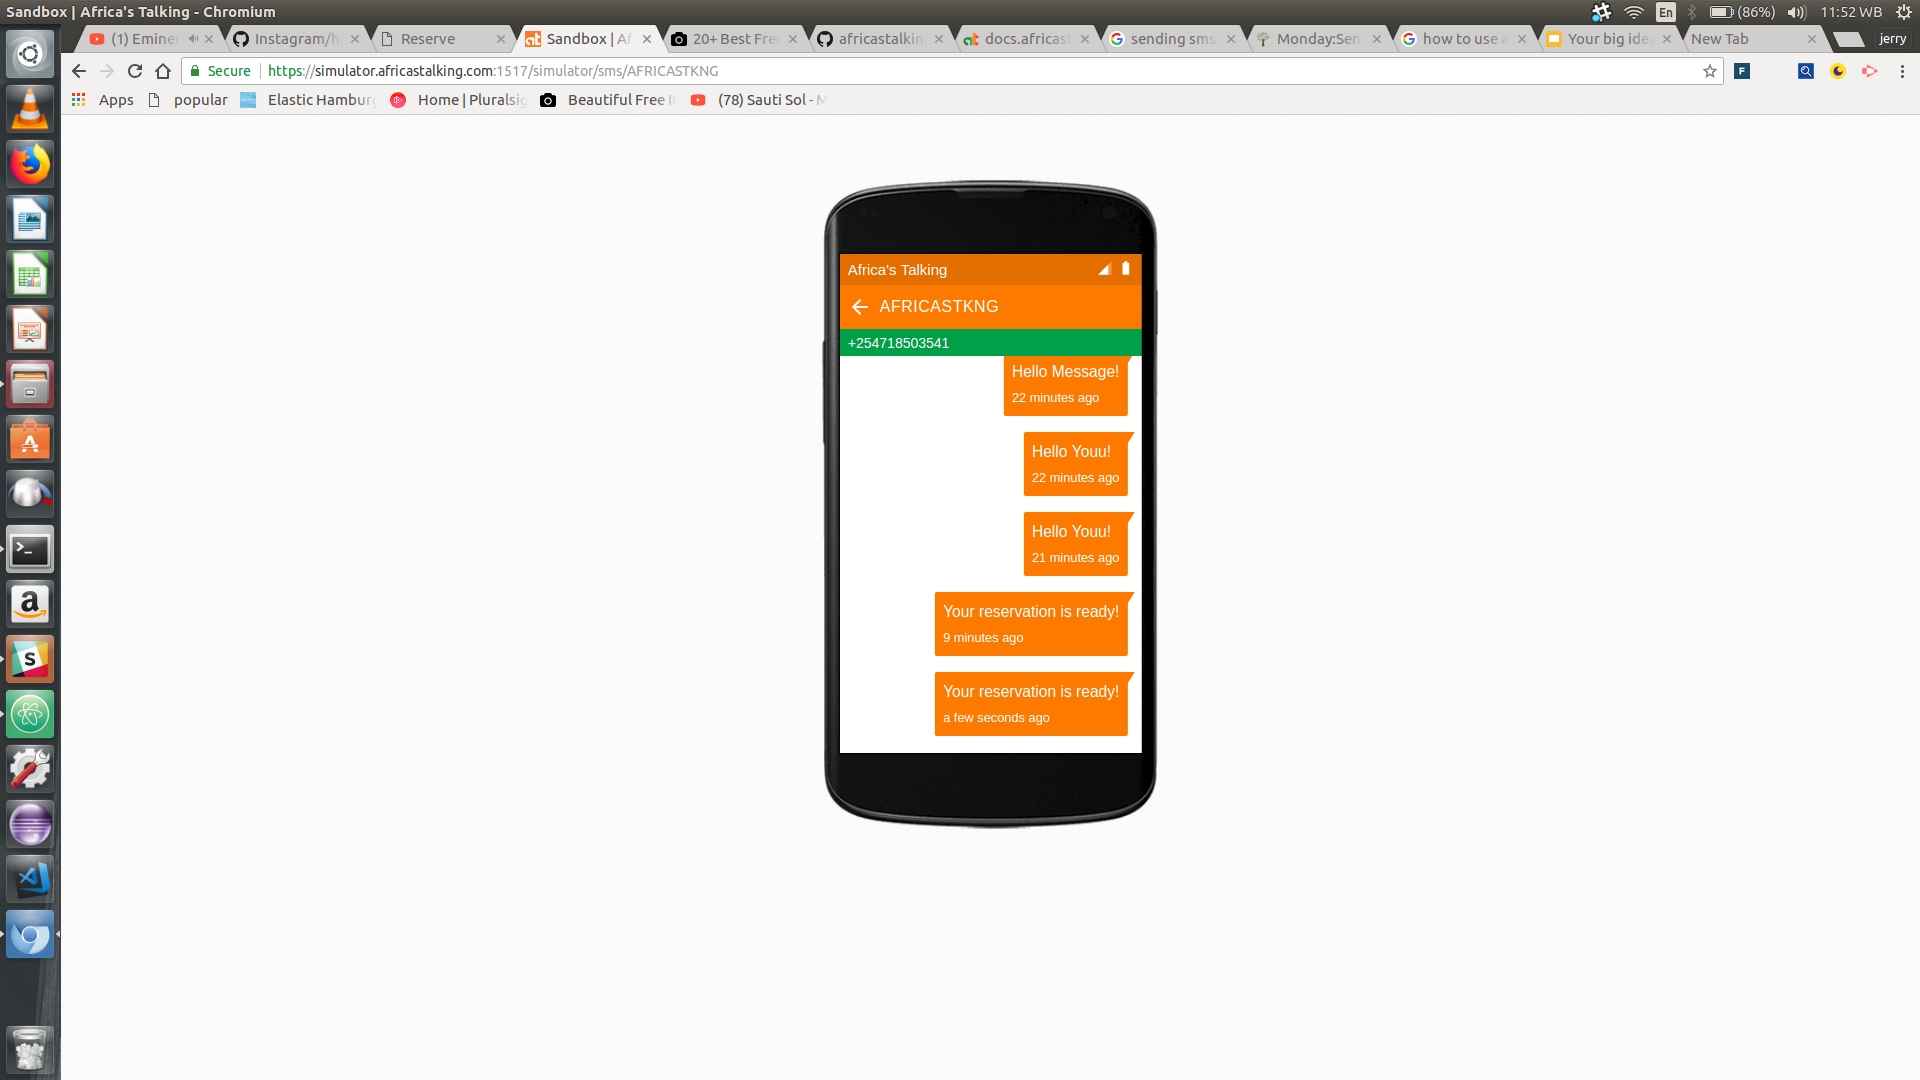 Sandbox | Africa's Talking - Chromium
En
(86%)
11:52 WB
(1) Emine
Instagram/h
Reserve
Sandbox | Af
20+ Best Fre
africastalkin
docs.africast
sending sms
Monday:Sen
how to use a
Your big idea
New Tab
jerry
Secure
https://simulator.africastalking.com:1517/simulator/sms/AFRICASTKNG
F
Apps
popular
Elastic Hamburg
Home | Pluralsig
Beautiful Free I
(78) Sauti Sol - M
Africa's Talking
AFRICASTKNG
+254718503541
Hello Message!
22 minutes ago
Hello Youu!
22 minutes ago
Hello Youu!
21 minutes ago
Your reservation is ready!
9 minutes ago
Your reservation is ready!
a few seconds ago